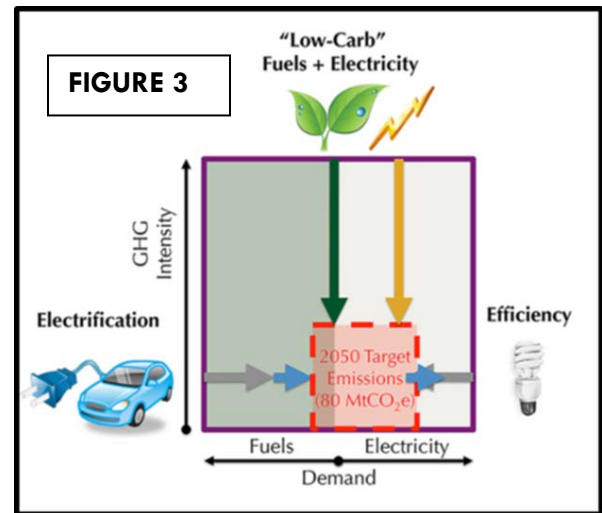 "Low-Carb"
Fuels + Electricity
FIGURE 3
GHG
Intensity
Electrification
Efficiency
2050 Target
Emissions
(80 MtCO₂e)
Fuels
Electricity
Demand